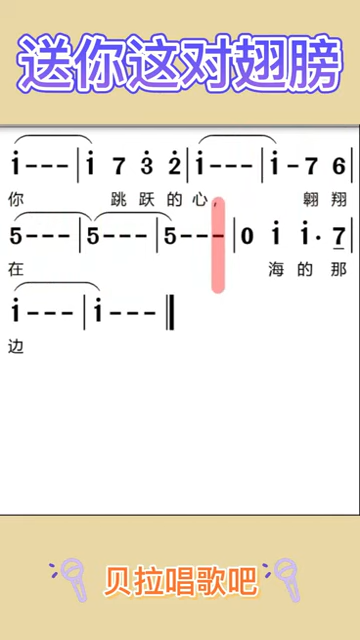 送你这对翅膀
i̇ - - - | i̇ 7 3̇ 2̇ | i̇ - - - | i̇ - 7 6 |
你 跳跃的心, 翱翔
5 - - - | 5 - - - | 5 - - - | 0 i̇ i̇· 7 |
在 海的那
i̇ - - - | i̇ - - - ‖
边
贝拉唱歌吧